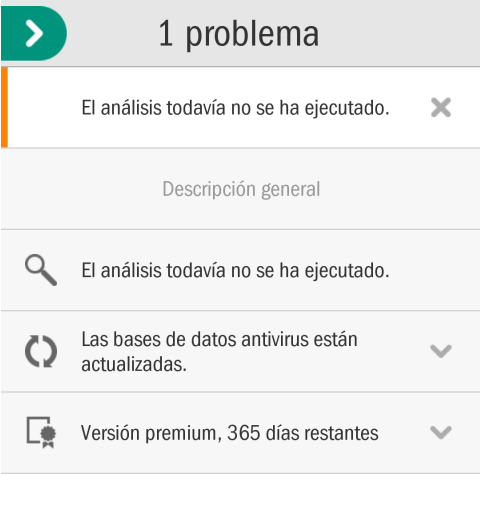 1 problema
El análisis todavía no se ha ejecutado.
Descripción general
El análisis todavía no se ha ejecutado.
Las bases de datos antivirus están
actualizadas.
Versión premium, 365 días restantes